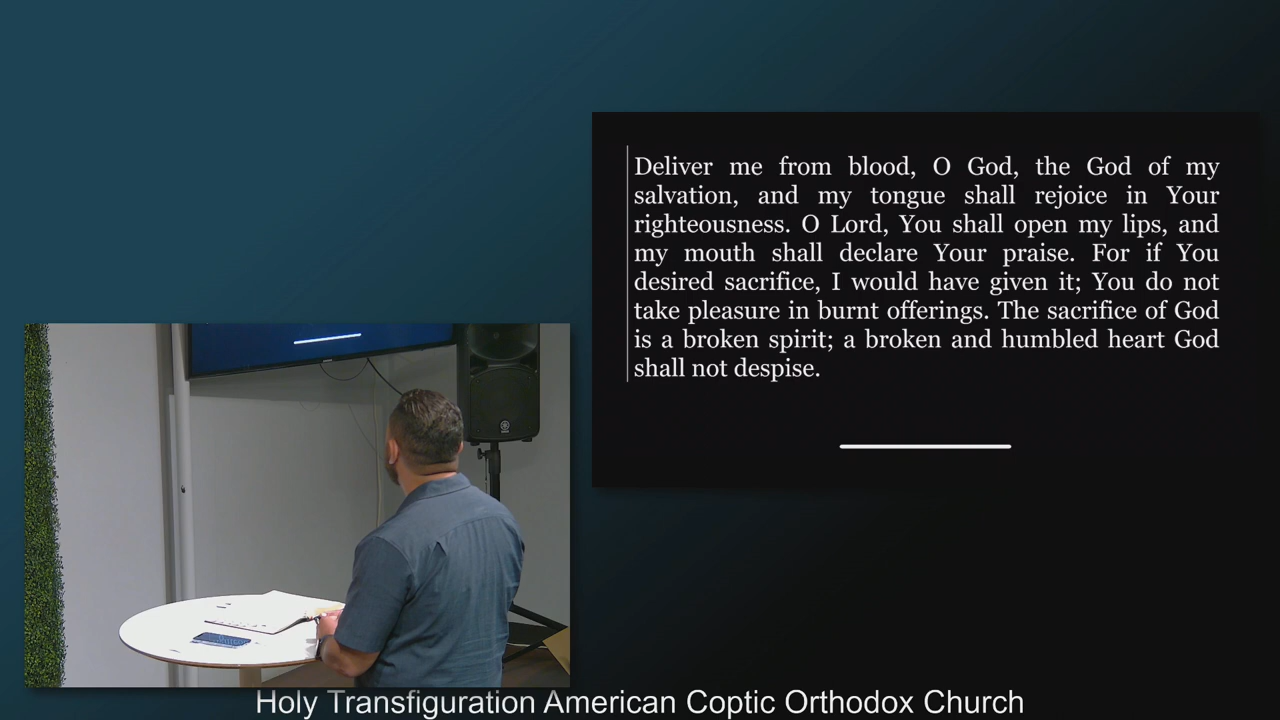 Deliver me from blood, O God, the God of my
salvation, and my tongue shall rejoice in Your
righteousness. O Lord, You shall open my lips, and
my mouth shall declare Your praise. For if You
desired sacrifice, I would have given it; You do not
take pleasure in burnt offerings. The sacrifice of God
is a broken spirit; a broken and humbled heart God
shall not despise.
Holy Transfiguration American Coptic Orthodox Church